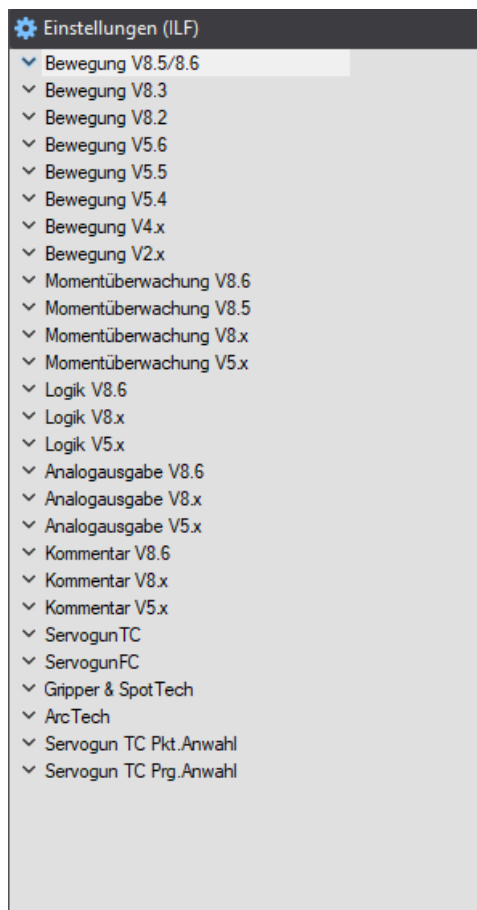 Einstellungen (ILF)
Bewegung V8.5/8.6
Bewegung V8.3
Bewegung V8.2
Bewegung V5.6
Bewegung V5.5
Bewegung V5.4
Bewegung V4.x
Bewegung V2.x
Momentüberwachung V8.6
Momentüberwachung V8.5
Momentüberwachung V8.x
Momentüberwachung V5.x
Logik V8.6
Logik V8.x
Logik V5.x
Analogausgabe V8.6
Analogausgabe V8.x
Analogausgabe V5.x
Kommentar V8.6
Kommentar V8.x
Kommentar V5.x
ServogunTC
ServogunFC
Gripper & SpotTech
ArcTech
Servogun TC Pkt.Anwahl
Servogun TC Prg.Anwahl